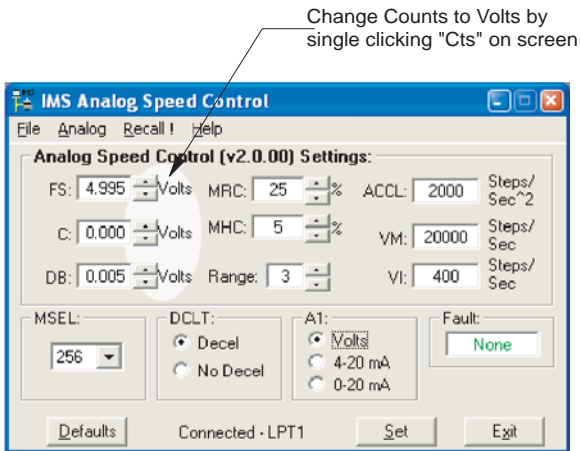 Change Counts to Volts by
single clicking "Cts" on screen
IMS Analog Speed Control
File Analog Recall ! Help
Analog Speed Control (v2.0.00) Settings:
FS: 4.995 Volts MRC: 25 % ACCL: 2000 Steps/
Sec^2
C: 0.000 Volts MHC: 5 % VM: 20000 Steps/
Sec
DB: 0.005 Volts Range: 3 VI: 400 Steps/
Sec
MSEL: DCLT: A1: Fault:
256 Decel Volts None
No Decel 4-20 mA
0-20 mA
Defaults Connected - LPT1 Set Exit